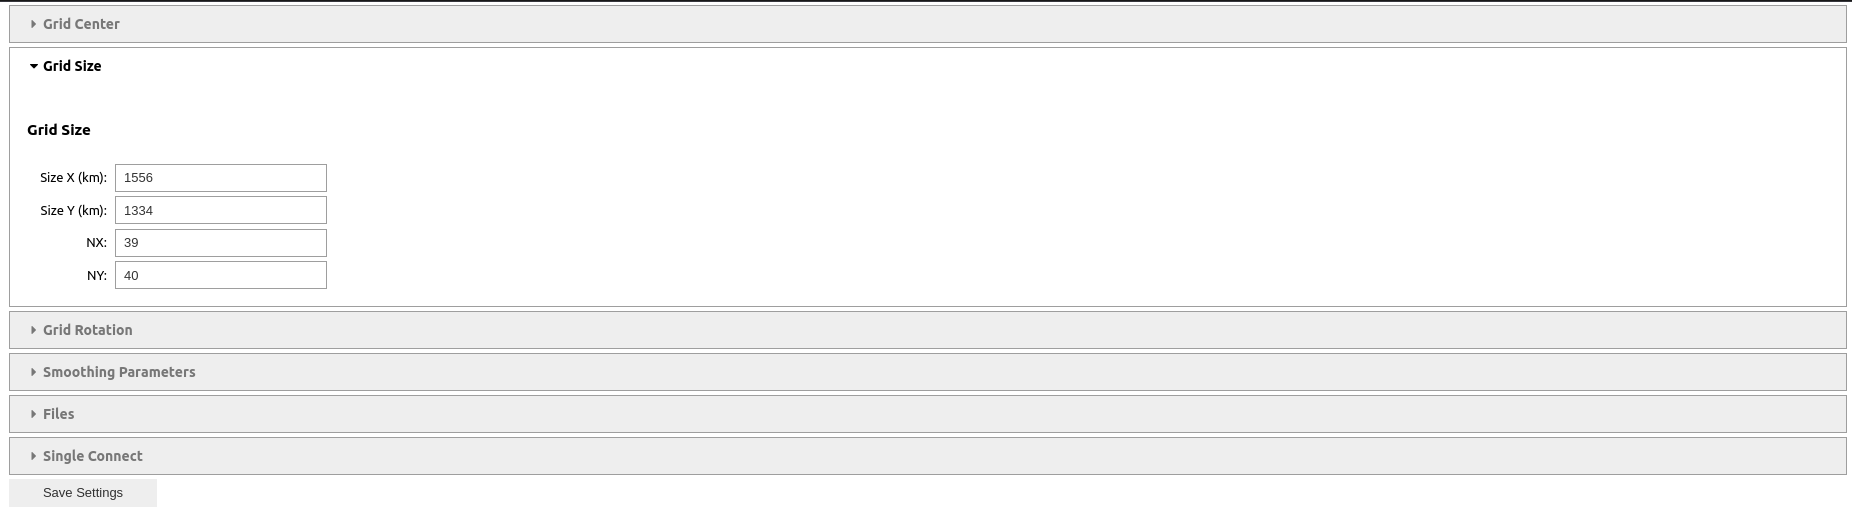 Grid Center
Grid Size
Grid Size
Size X (km): 1556
Size Y (km): 1334
NX: 39
NY: 40
Grid Rotation
Smoothing Parameters
Files
Single Connect
Save Settings